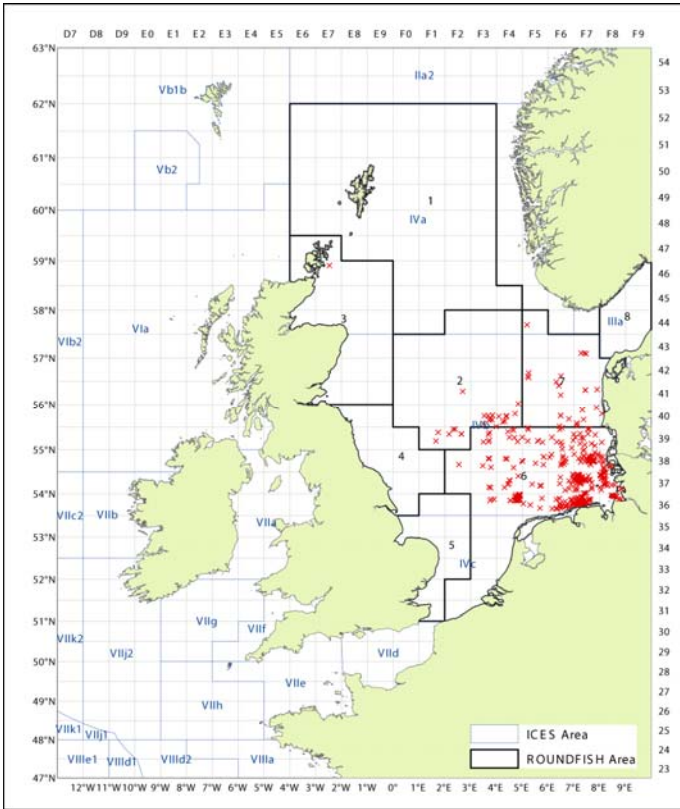 D7 D8 D9 E0 E1 E2 E3 E4 E5 E6 E7 E8 E9 F0 F1 F2 F3 F4 F5 F6 F7 F8 F9
63°N
54
IIa2
Vb1b
53
62°N
52
61°N
51
Vb2
50
1
60°N
IVa
49
48
47
59°N
46
58°N
45
3
IIIa 8
44
VIb2
VIa
57°N
43
2
7
42
56°N
41
40
55°N
39
4
38
6
54°N
37
VIIc2 VIIb
VIIa
36
53°N
5
35
IVc
34
52°N
33
32
VIIg
VIIf
51°N
31
VIIk2
VIIj2
VIId
30
50°N
29
VIIe
28
49°N
VIIh
27
26
VIIk1 VIIj1
ICES Area
25
48°N
24
VIIIe1 VIIId1 VIIId2 VIIIa
ROUNDFISH Area
23
47°N
12°W 11°W 10°W 9°W 8°W 7°W 6°W 5°W 4°W 3°W 2°W 1°W 0°E 1°E 2°E 3°E 4°E 5°E 6°E 7°E 8°E 9°E